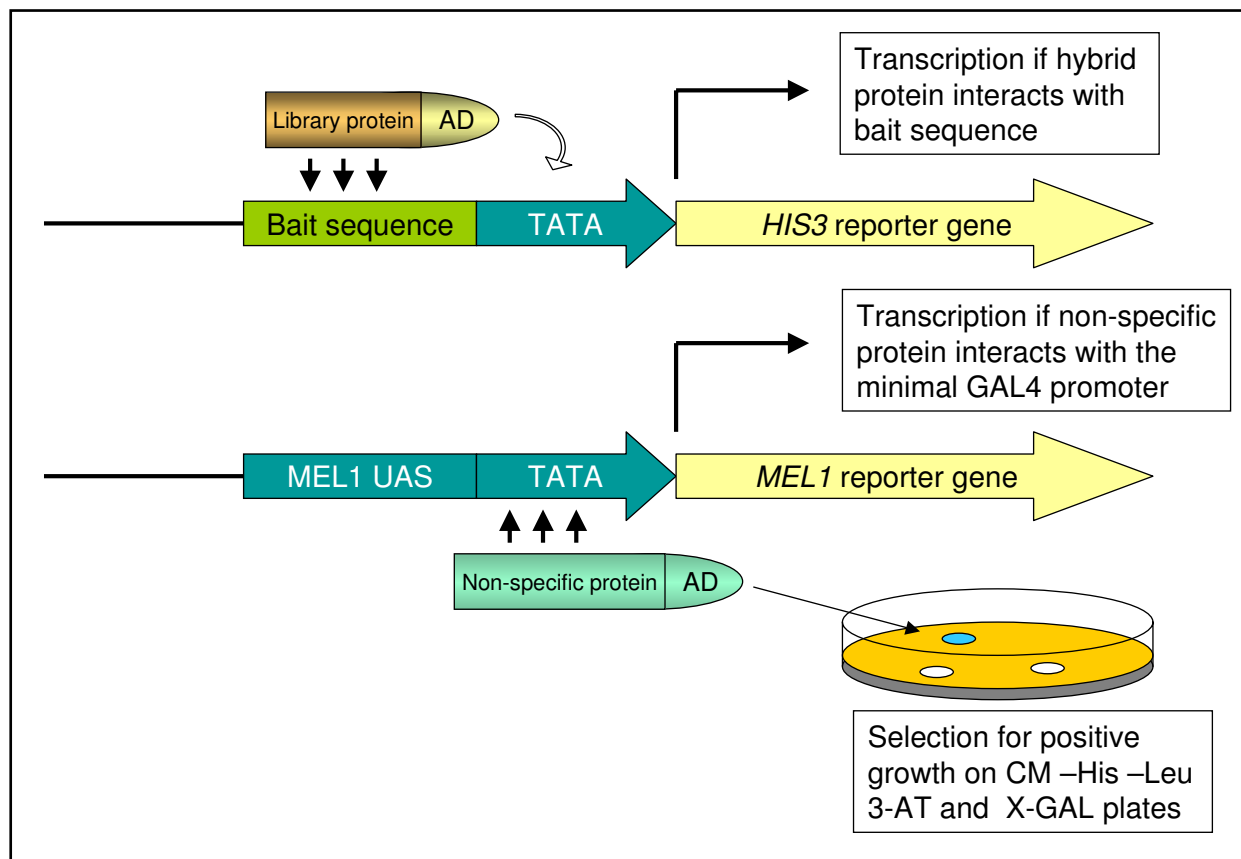 Transcription if hybrid
protein interacts with
bait sequence
Library protein AD
Bait sequence TATA HIS3 reporter gene
Transcription if non-specific
protein interacts with the
minimal GAL4 promoter
MEL1 UAS TATA MEL1 reporter gene
Non-specific protein AD
Selection for positive
growth on CM –His –Leu
3-AT and X-GAL plates